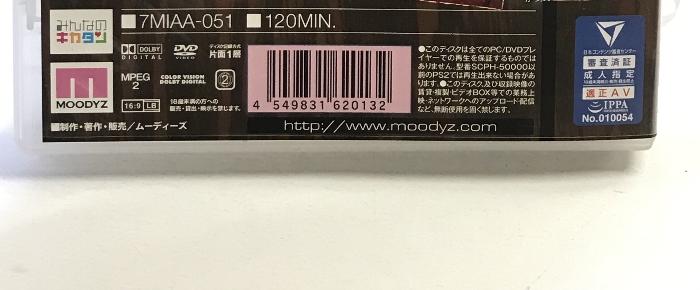 みんなの
キカタン
■7MIAA-051 ■120MIN.
DOLBY
DIGITAL
DVD
VIDEO
ディスク記録方式
片面1層
MOODYZ
MPEG
2
COLOR VISION
DOLBY DIGITAL
2
16:9 LB
18歳未満の方への
販売・貸出・映示を禁じます。
4 549831 620132
●このディスクは全てのPC/DVDプレ
イヤーでの再生を保証するものでは
ありません。型番SCPH-50000以
前のPS2では再生出来ない場合があ
ります。●このディスク及び収録映像の
賃貸・複製・ビデオBOX等での業務上
映・ネットワークへのアップロード・配信
など、無断使用を固く禁じます。
■制作・著作・販売/ムーディーズ
http://www.moodyz.com
日本コンテンツ審査センター
審査済証
成人指定
適正AV
IPPA
No.010054